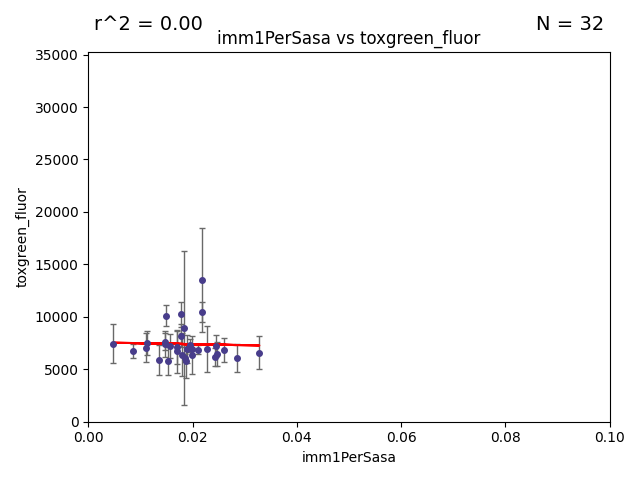 r^2 = 0.00
N = 32
imm1PerSasa vs toxgreen_fluor
35000
30000
25000
20000
15000
10000
5000
0
toxgreen_fluor
0.00
0.02
0.04
0.06
0.08
0.10
imm1PerSasa